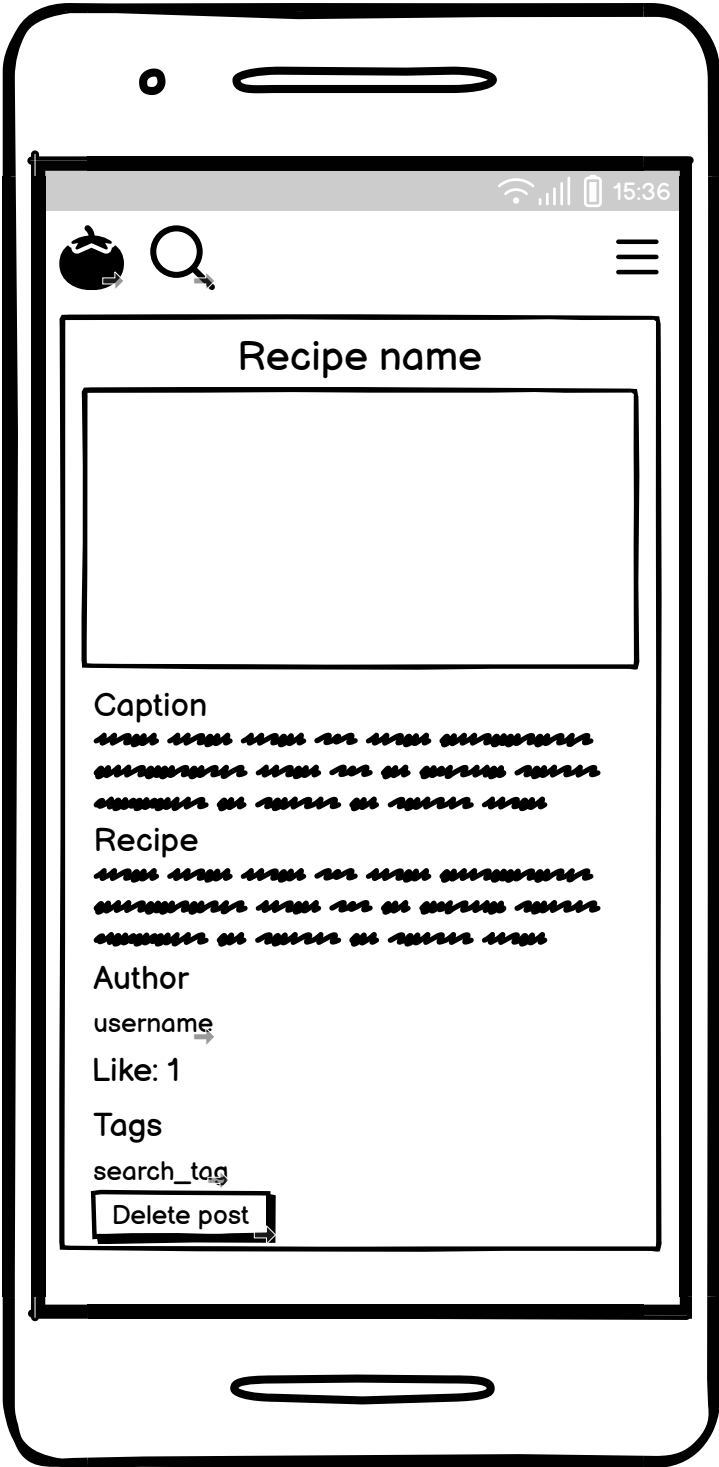 15:36
Recipe name
Caption
Recipe
Author
username
Like: 1
Tags
search_tag
Delete post